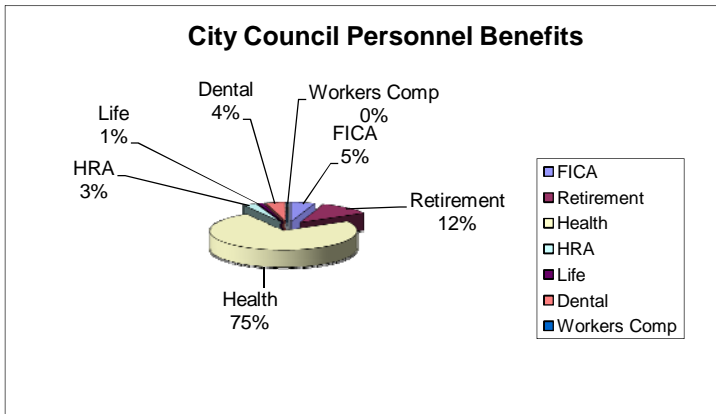 City Council Personnel Benefits
Dental
4%
Workers Comp
0%
Life
1%
FICA
5%
HRA
3%
Retirement
12%
Health
75%
FICA
Retirement
Health
HRA
Life
Dental
Workers Comp